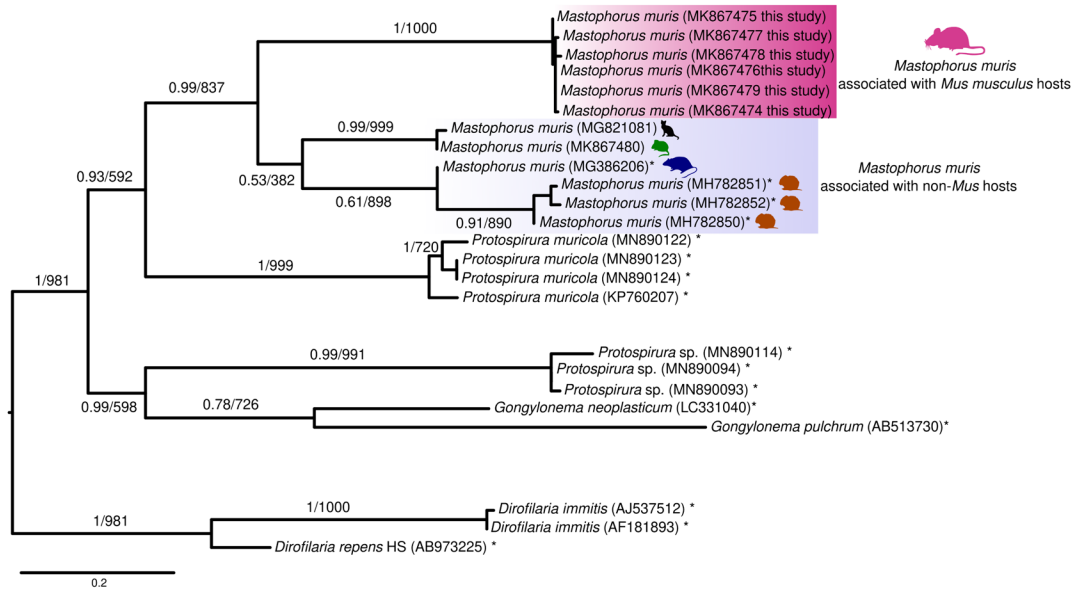 Mastophorus muris (MK867475 this study)
1/1000
Mastophorus muris (MK867477 this study)
Mastophorus muris (MK867478 this study)
Mastophorus muris (MK867476this study)
Mastophorus muris
associated with Mus musculus hosts
0.99/837
Mastophorus muris (MK867479 this study)
Mastophorus muris (MK867474 this study)
0.99/999
Mastophorus muris (MG821081)
Mastophorus muris (MK867480)
Mastophorus muris (MG386206)*
Mastophorus muris
associated with non-Mus hosts
0.93/592
0.53/382
Mastophorus muris (MH782851)*
0.61/898
Mastophorus muris (MH782852)*
0.91/890
Mastophorus muris (MH782850)*
Protospirura muricola (MN890122) *
1/720
Protospirura muricola (MN890123) *
1/999
Protospirura muricola (MN890124) *
1/981
Protospirura muricola (KP760207) *
0.99/991
Protospirura sp. (MN890114) *
Protospirura sp. (MN890094) *
Protospirura sp. (MN890093) *
0.99/598
0.78/726
Gongylonema neoplasticum (LC331040)*
Gongylonema pulchrum (AB513730)*
1/1000
Dirofilaria immitis (AJ537512) *
1/981
Dirofilaria immitis (AF181893) *
Dirofilaria repens HS (AB973225) *
0.2